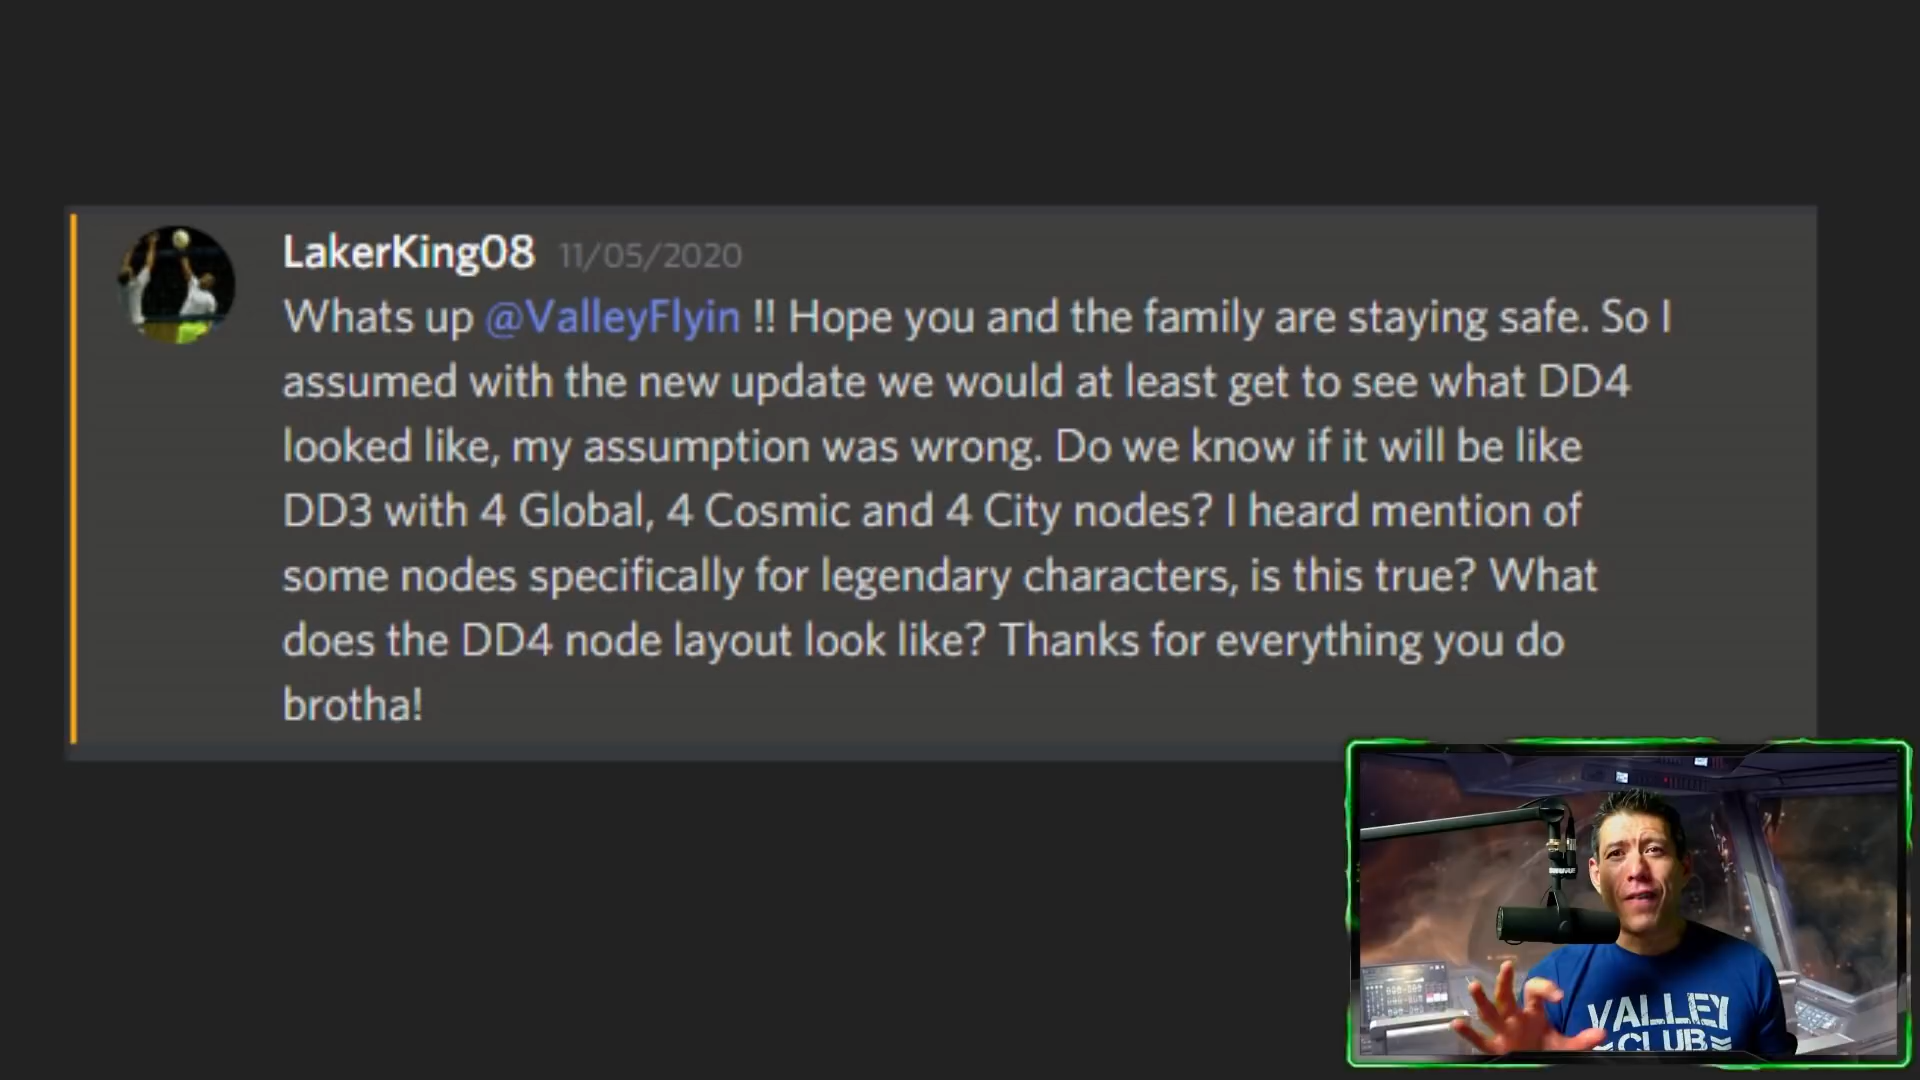 LakerKing08 11/05/2020
Whats up @ValleyFlyin !! Hope you and the family are staying safe. So I
assumed with the new update we would at least get to see what DD4
looked like, my assumption was wrong. Do we know if it will be like
DD3 with 4 Global, 4 Cosmic and 4 City nodes? I heard mention of
some nodes specifically for legendary characters, is this true? What
does the DD4 node layout look like? Thanks for everything you do
brotha!
SHURE
VALLEY
CLUB